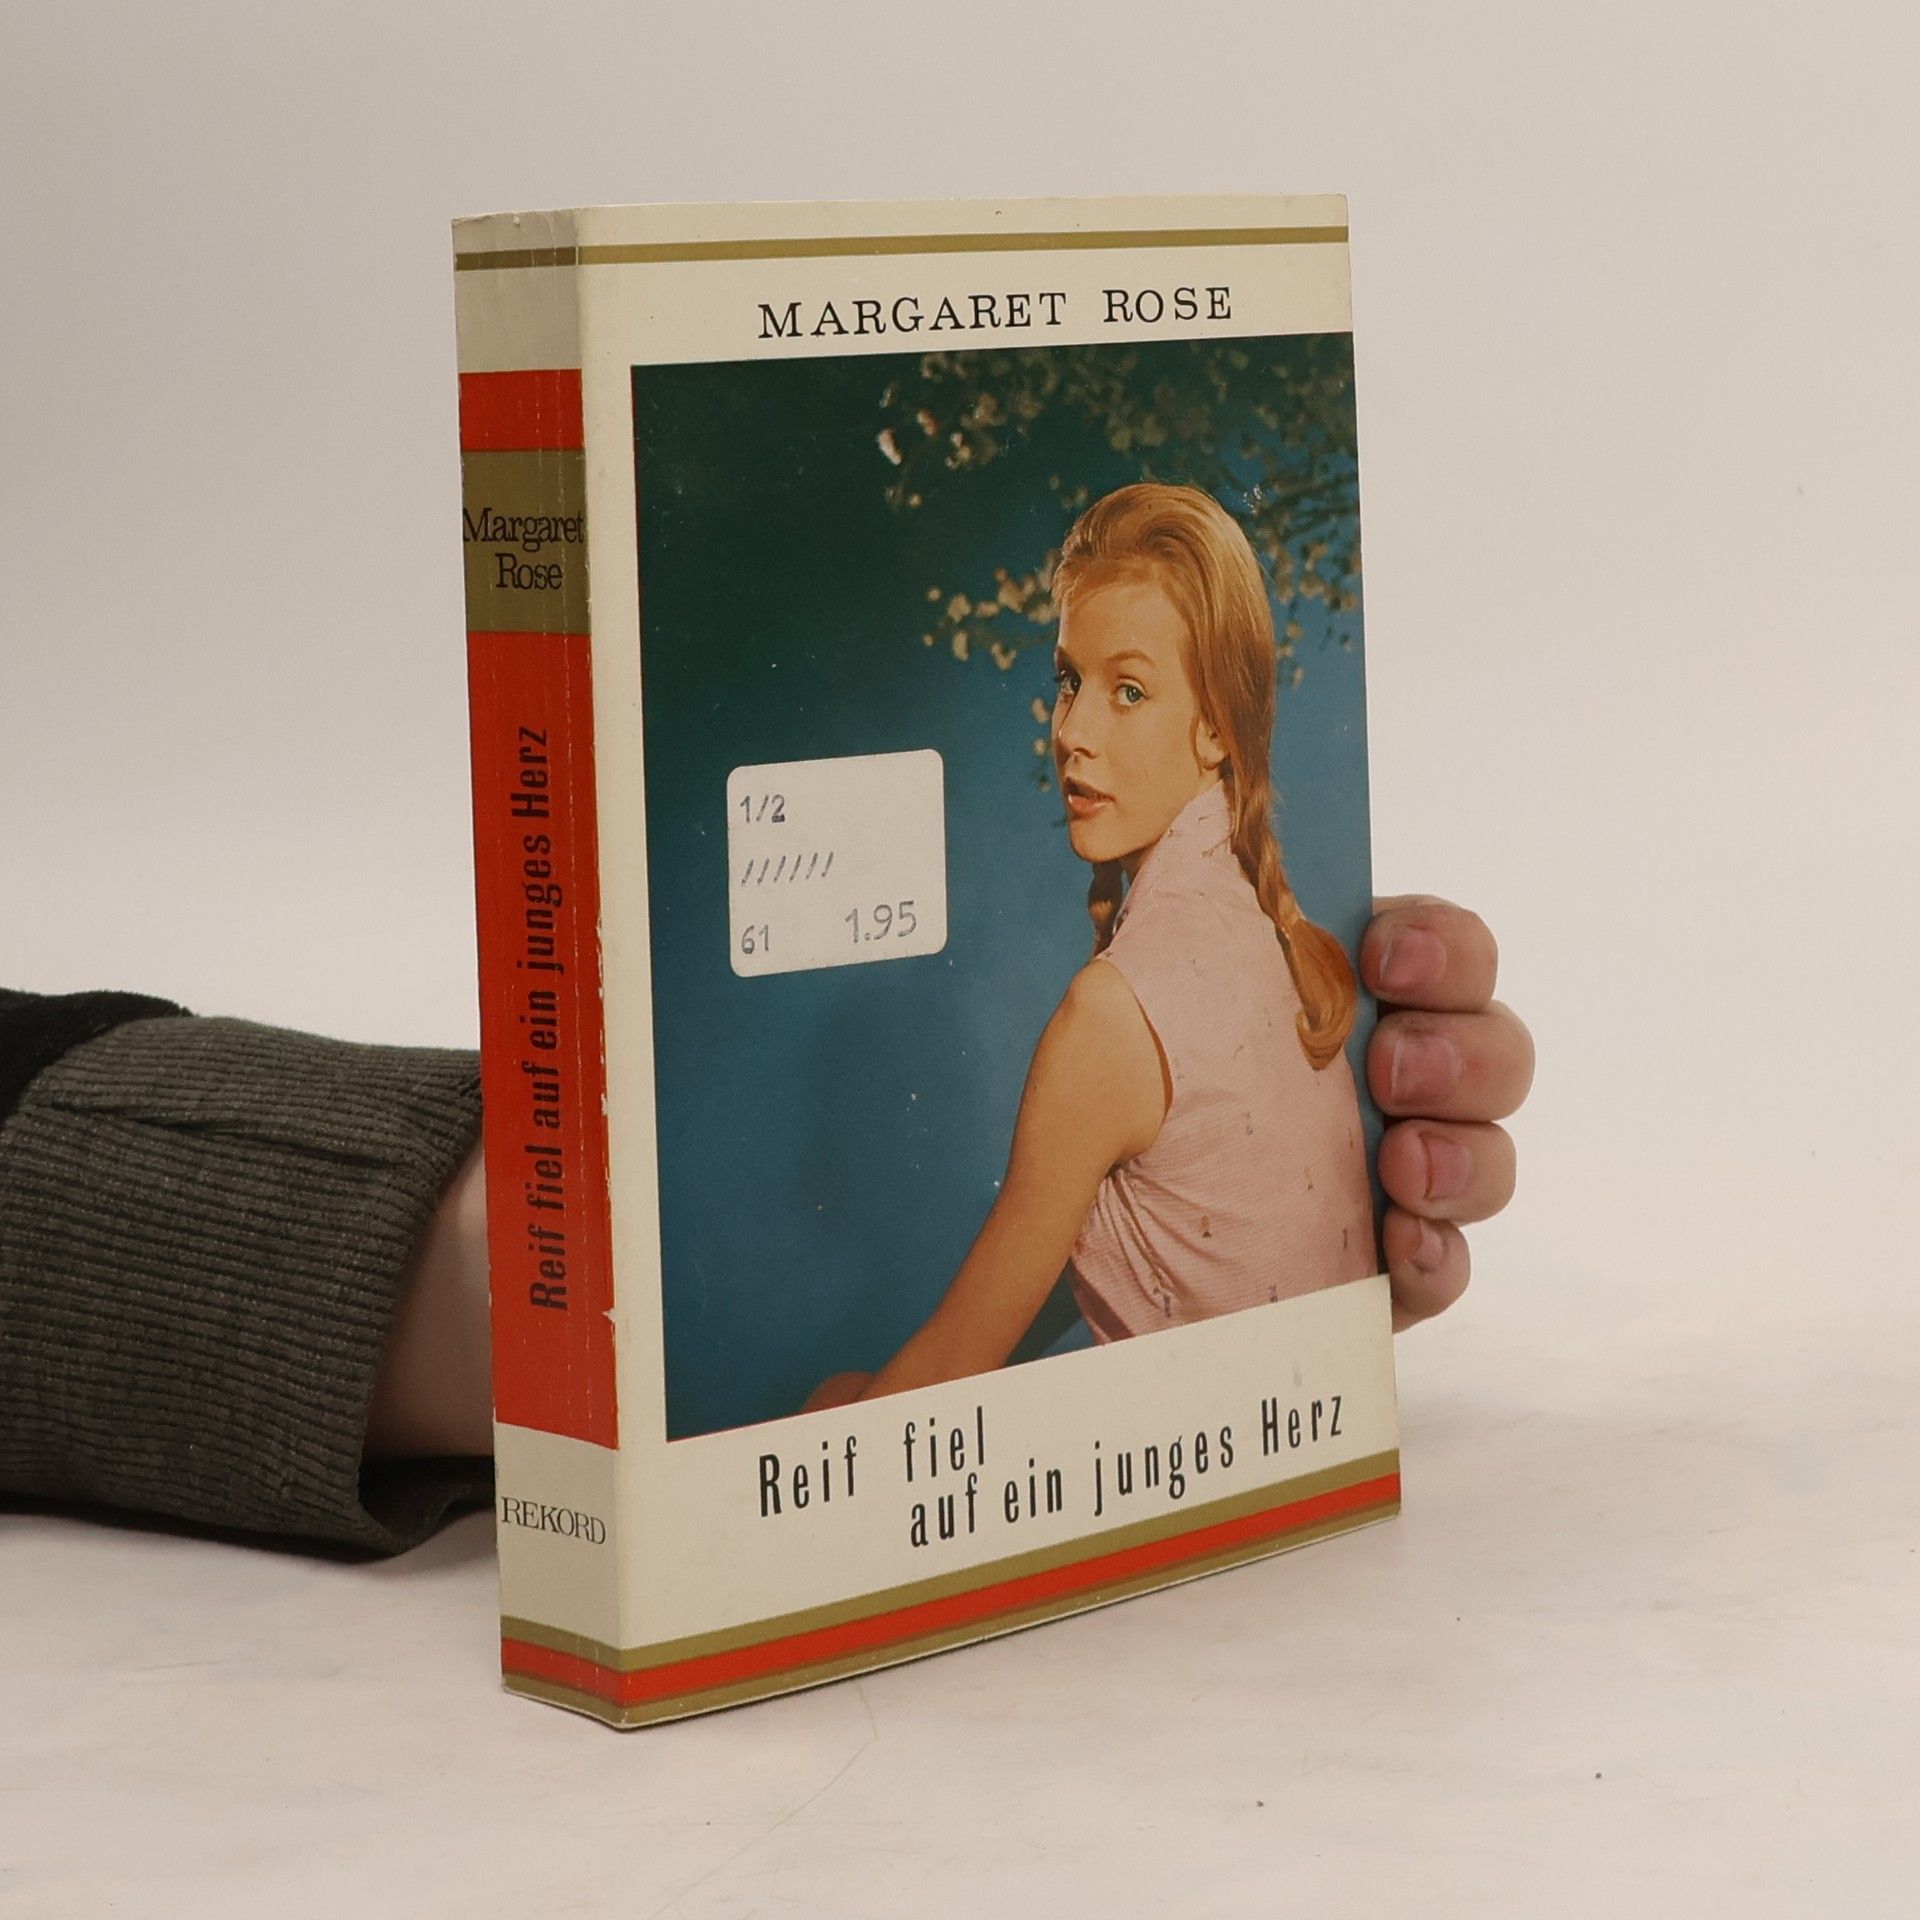 MARGARET ROSE
Margaret
Rose
Reif fiel auf ein junges Herz
REKORD
1/2
//////
61 1.95
Reif fiel
auf ein junges Herz